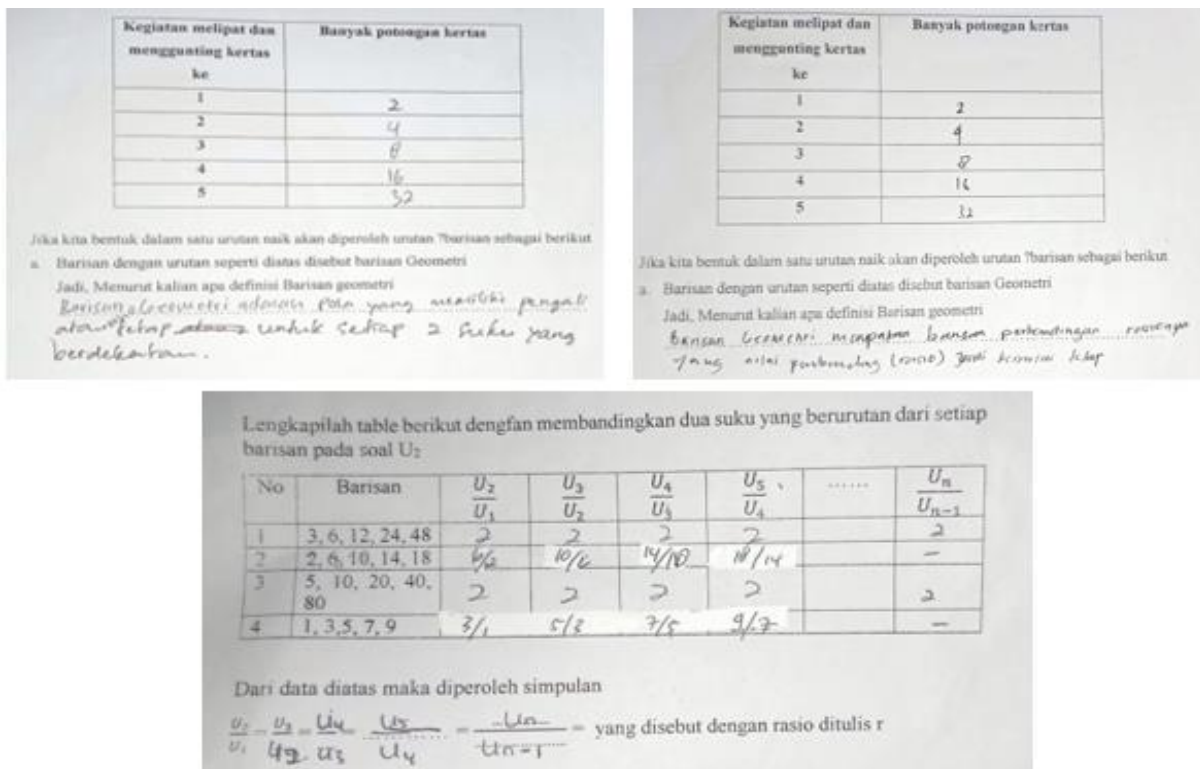 Kegiatan melipat dan
menggunting kertas
ke
Banyak potongan kertas
1 2
2 4
3 8
4 16
5 32
Jika kita bentuk dalam satu urutan naik akan diperoleh urutan ?barisan sebagai berikut
a. Barisan dengan urutan seperti diatas disebut barisan Geometri
Jadi, Menurut kalian apa definisi Barisan geometri
Barisan Geometri adalah pola yang memiliki pengali
atau tetap untuk setiap 2 suku yang
berdekatan.
Kegiatan melipat dan
menggunting kertas
ke
Banyak potongan kertas
1 2
2 4
3 8
4 16
5 32
Jika kita bentuk dalam satu urutan naik akan diperoleh urutan ?barisan sebagai berikut
a. Barisan dengan urutan seperti diatas disebut barisan Geometri
Jadi, Menurut kalian apa definisi Barisan geometri
Barisan Geometri merupakan barisan
yang nilai (rasio) tetap
Lengkapilah table berikut dengfan membandingkan dua suku yang berurutan dari setiap
barisan pada soal U₂
No Barisan U₂/U₁ U₃/U₂ U₄/U₃ U₅/U₄ ...... Uₙ/Uₙ₋₁
1 3, 6, 12, 24, 48 2 2 2 2 2
2 2, 6, 10, 14, 18 6/2 10/6 14/10 18/14 -
3 5, 10, 20, 40,
80 2 2 2 2 2
4 1, 3,5, 7, 9 3/1 5/3 7/5 9/7 -
Dari data diatas maka diperoleh simpulan
U₂/U₁ = U₃/U₂ = U₄/U₃ U₅/U₄ = Uₙ/Uₙ₋₁ = yang disebut dengan rasio ditulis r